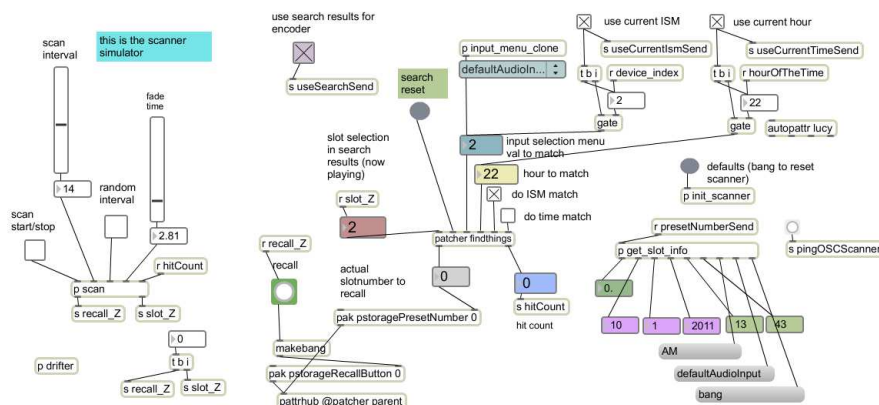 scan
interval
this is the scanner
simulator
fade
time
14
random
interval
scan
start/stop
2.81
r hitCount
p scan
s recall_Z
s slot_Z
0
t b i
p drifter
s recall_Z
s slot_Z
use search results for
encoder
s useSearchSend
search
reset
slot selection
in search
results (now
playing)
r slot_Z
2
r recall_Z
recall
actual
slotnumber to
recall
patcher findthings
0
0
s hitCount
hit count
pak pstoragePresetNumber 0
makebang
pak pstorageRecallButton 0
pattrhub @patcher parent
p input_menu_clone
defaultAudioIn...
2
input selection menu
val to match
22
hour to match
do ISM match
do time match
use current ISM
s useCurrentIsmSend
t b i
r device_index
2
gate
use current hour
s useCurrentTimeSend
t b i
r hourOfTheTime
22
gate
autopattr lucy
defaults (bang to reset
scanner)
p init_scanner
r presetNumberSend
s pingOSCScanner
p get_slot_info
0.
10
1
2011
13
43
AM
defaultAudioInput
bang